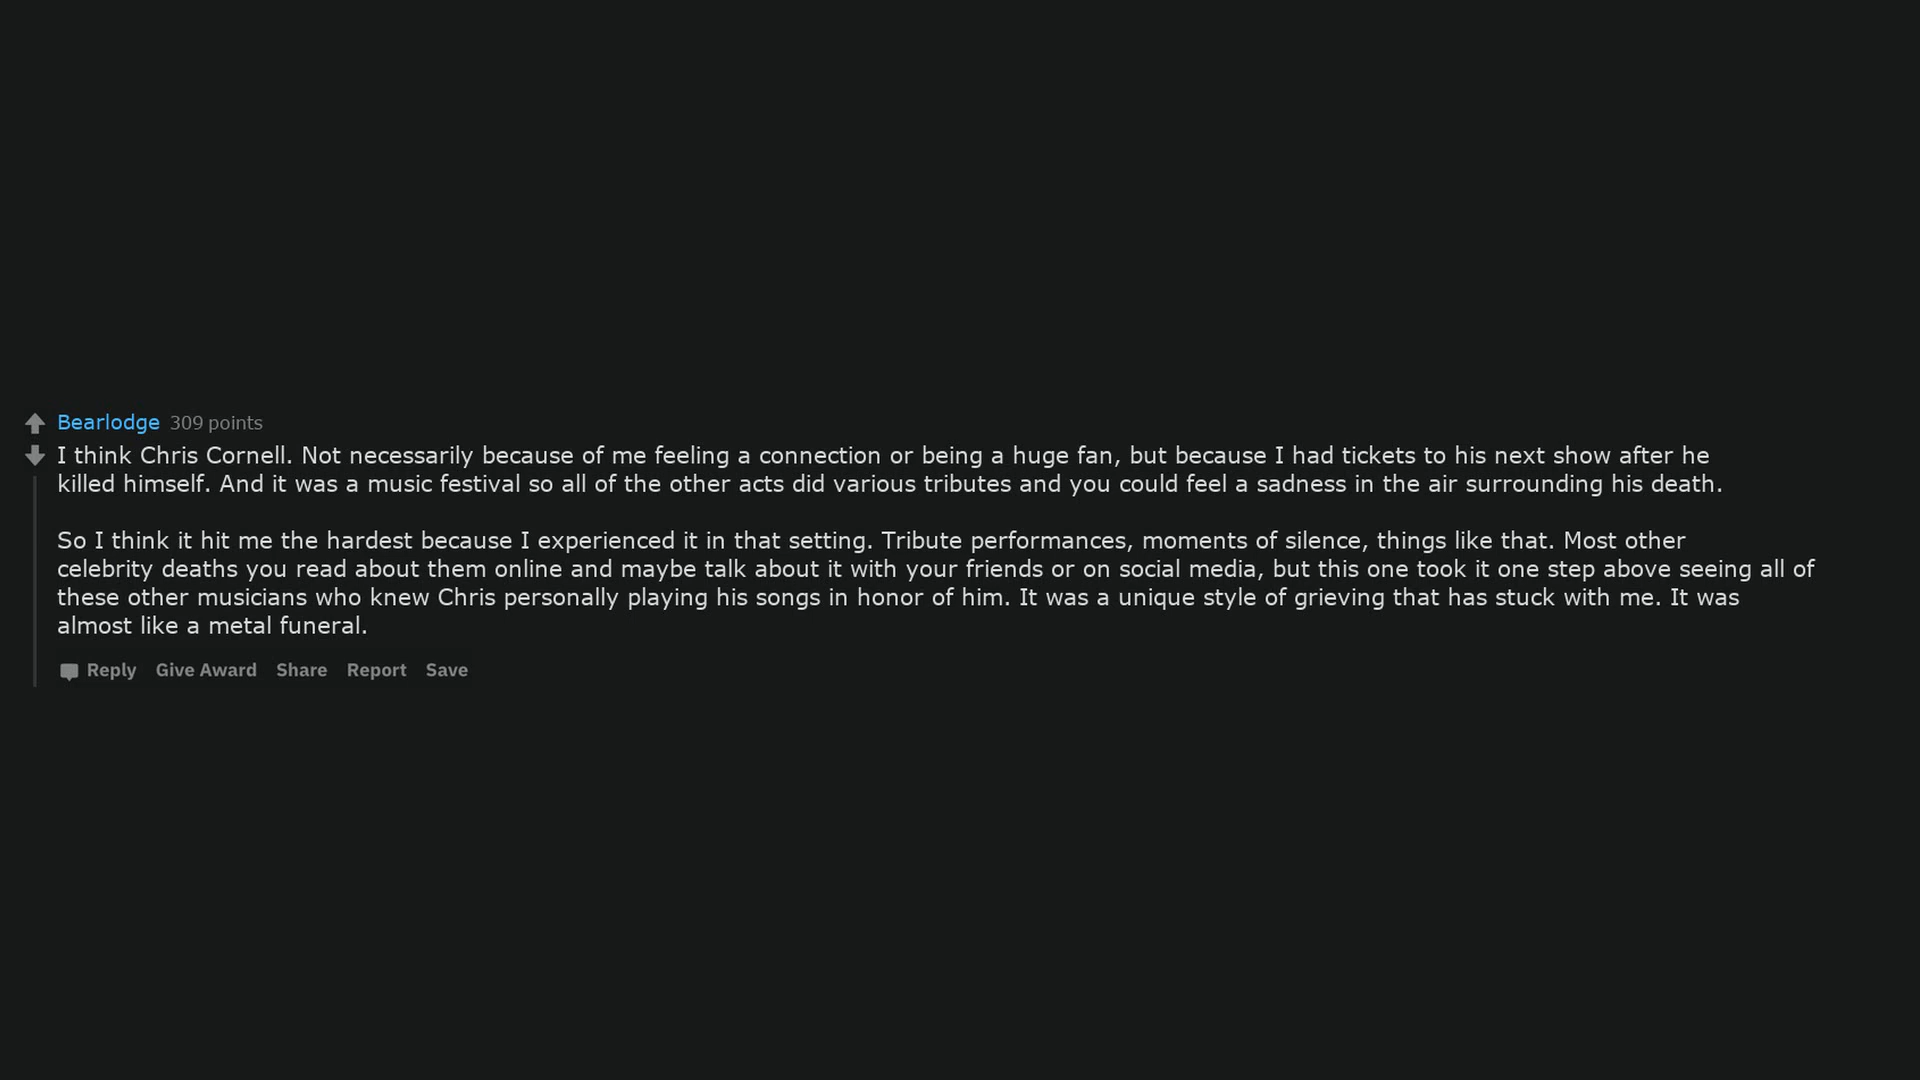 Bearlodge 309 points
I think Chris Cornell. Not necessarily because of me feeling a connection or being a huge fan, but because I had tickets to his next show after he
killed himself. And it was a music festival so all of the other acts did various tributes and you could feel a sadness in the air surrounding his death.
So I think it hit me the hardest because I experienced it in that setting. Tribute performances, moments of silence, things like that. Most other
celebrity deaths you read about them online and maybe talk about it with your friends or on social media, but this one took it one step above seeing all of
these other musicians who knew Chris personally playing his songs in honor of him. It was a unique style of grieving that has stuck with me. It was
almost like a metal funeral.
Reply Give Award Share Report Save